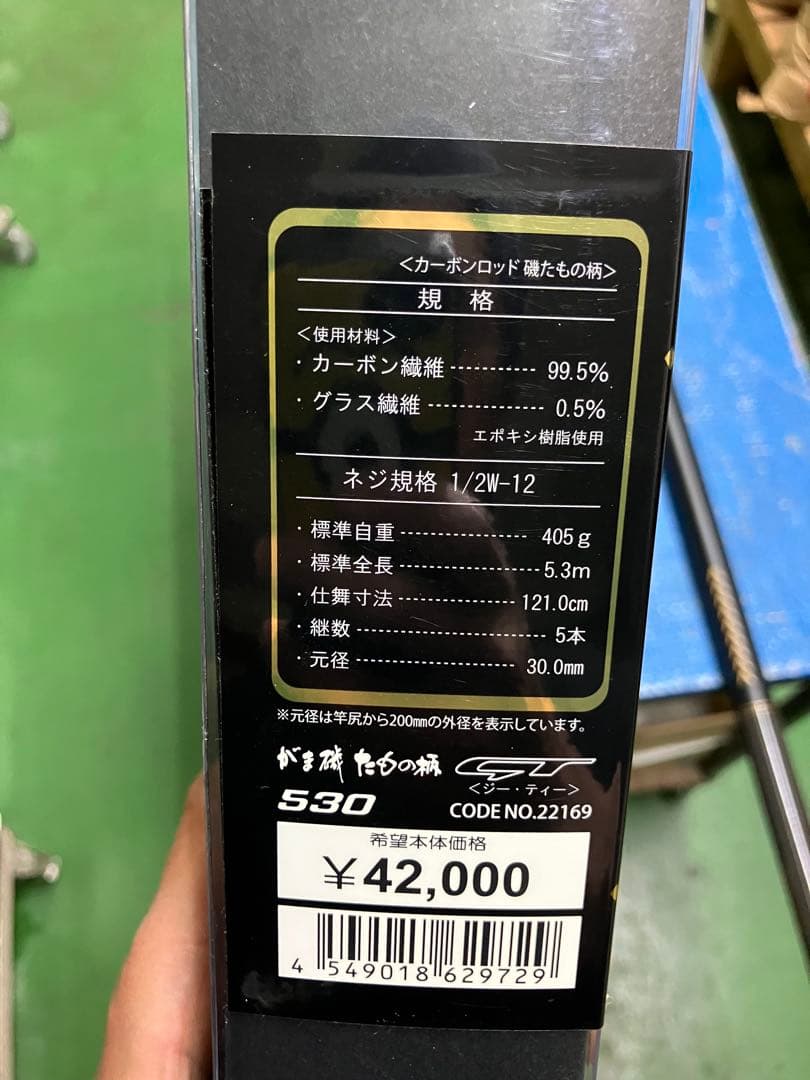 <カーボンロッド 磯たもの柄>
規 格
<使用材料>
・カーボン繊維 ----------- 99.5%
・グラス繊維 -------------- 0.5%
エポキシ樹脂使用
ネジ規格 1/2W-12
・標準自重 ---------------- 405g
・標準全長 ------------------ 5.3m
・仕舞寸法 --------------- 121.0cm
・継数 ------------------------ 5本
・元径 -------------------- 30.0mm
※元径は竿尻から200mmの外径を表示しています。
がま磯 たもの柄 GT
<ジー・ティー>
530 CODE NO.22169
希望本体価格
¥42,000
4 549018 629729